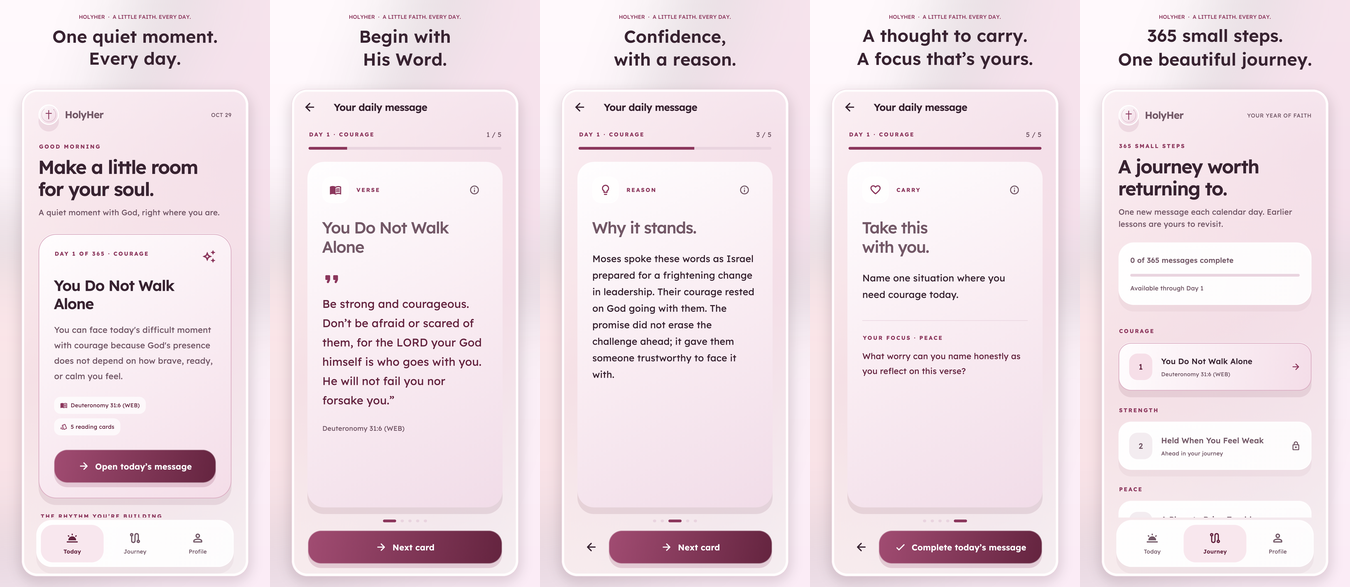 HOLYHER · A LITTLE FAITH. EVERY DAY.
One quiet moment.
Every day.
HolyHer
OCT 29
GOOD MORNING
Make a little room
for your soul.
A quiet moment with God, right where you are.
DAY 1 OF 365 · COURAGE
You Do Not Walk
Alone
You can face today's difficult moment
with courage because God's presence
does not depend on how brave, ready,
or calm you feel.
Deuteronomy 31:6 (WEB)
5 reading cards
Open today's message
THE RHYTHM YOU'RE BUILDING
Today
Journey
Profile
HOLYHER · A LITTLE FAITH. EVERY DAY.
Begin with
His Word.
Your daily message
DAY 1 · COURAGE
1 / 5
VERSE
You Do Not Walk
Alone
Be strong and courageous.
Don't be afraid or scared of
them, for the LORD your God
himself is who goes with you.
He will not fail you nor
forsake you.”
Deuteronomy 31:6 (WEB)
Next card
HOLYHER · A LITTLE FAITH. EVERY DAY.
Confidence,
with a reason.
Your daily message
DAY 1 · COURAGE
3 / 5
REASON
Why it stands.
Moses spoke these words as Israel
prepared for a frightening change
in leadership. Their courage rested
on God going with them. The
promise did not erase the
challenge ahead; it gave them
someone trustworthy to face it
with.
Next card
HOLYHER · A LITTLE FAITH. EVERY DAY.
A thought to carry.
A focus that's yours.
Your daily message
DAY 1 · COURAGE
5 / 5
CARRY
Take this
with you.
Name one situation where you
need courage today.
YOUR FOCUS · PEACE
What worry can you name honestly as
you reflect on this verse?
Complete today's message
HOLYHER · A LITTLE FAITH. EVERY DAY.
365 small steps.
One beautiful journey.
HolyHer
YOUR YEAR OF FAITH
365 SMALL STEPS
A journey worth
returning to.
One new message each calendar day. Earlier
lessons are yours to revisit.
0 of 365 messages complete
Available through Day 1
COURAGE
1
You Do Not Walk Alone
Deuteronomy 31:6 (WEB)
STRENGTH
2
Held When You Feel Weak
Ahead in your journey
PEACE
Today
Journey
Profile